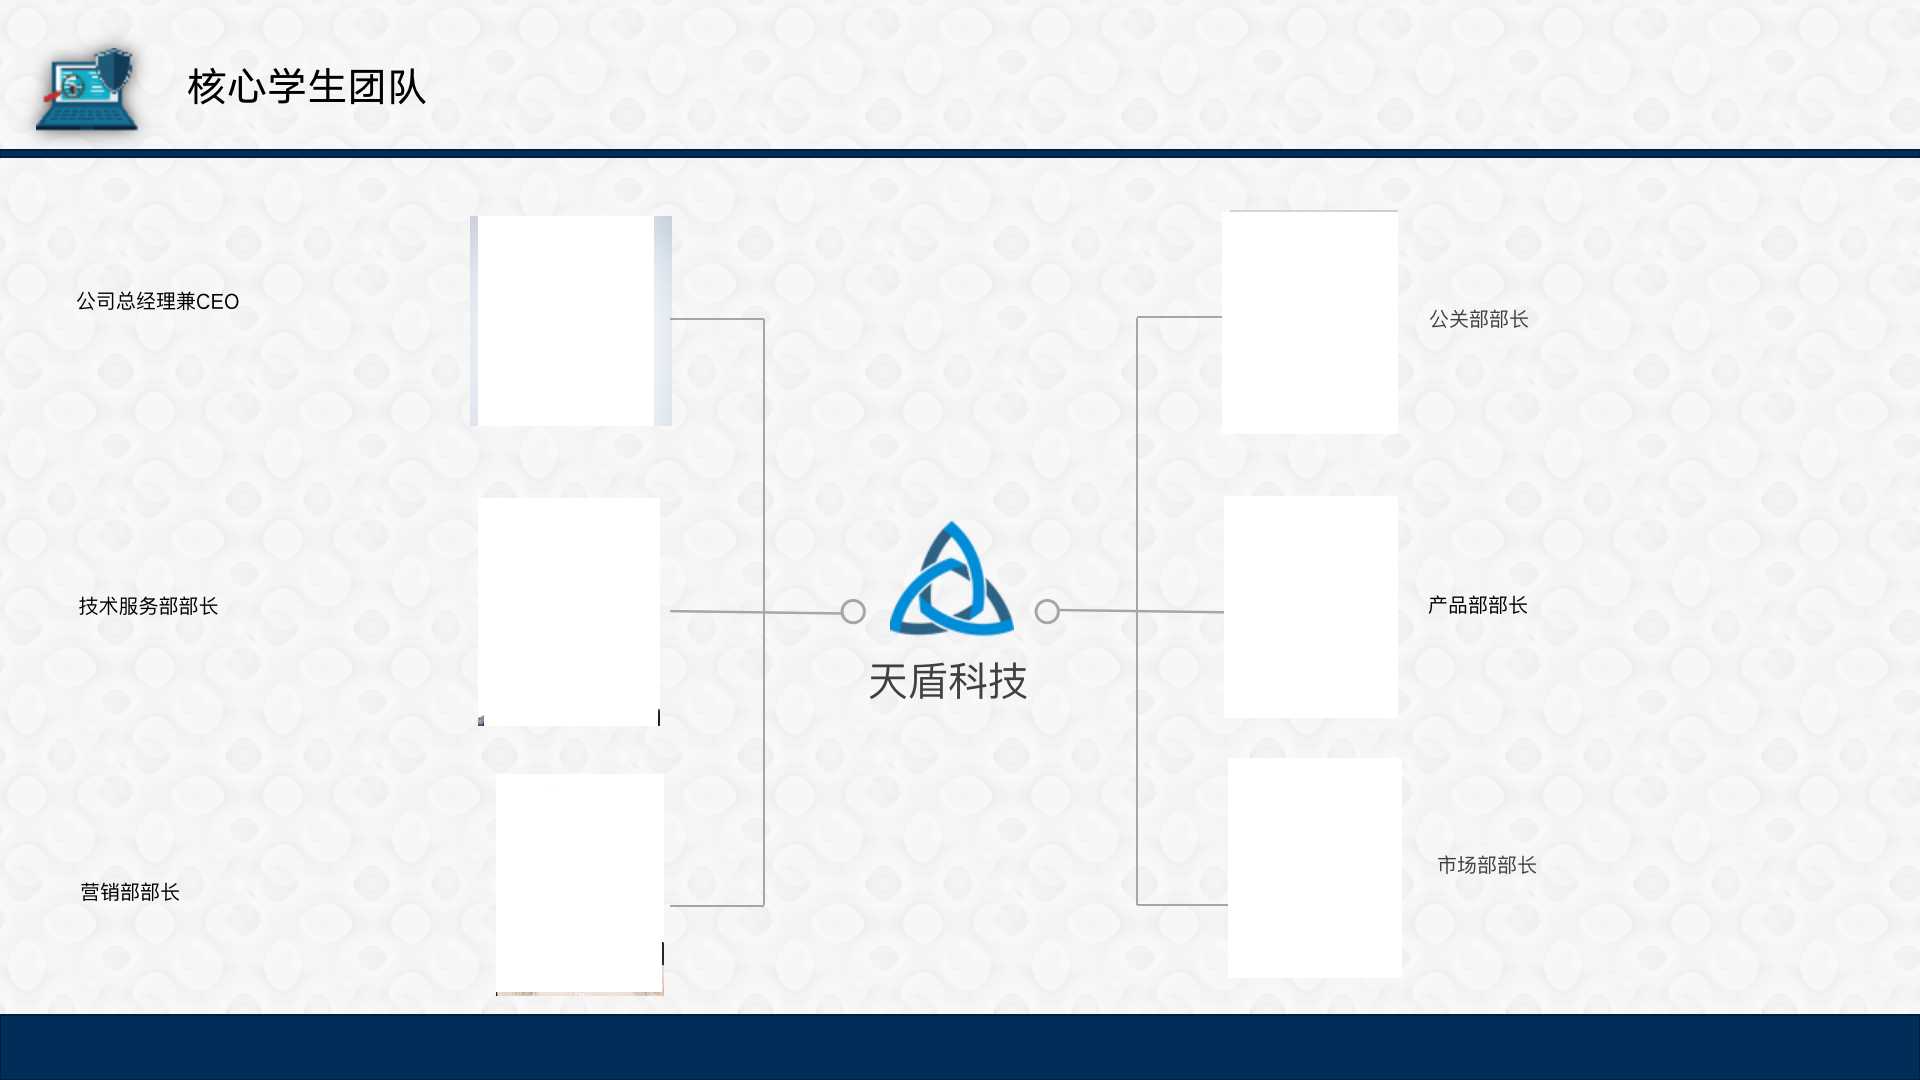 核心学生团队
公司总经理兼CEO
技术服务部部长
营销部部长
天盾科技
公关部部长
产品部部长
市场部部长